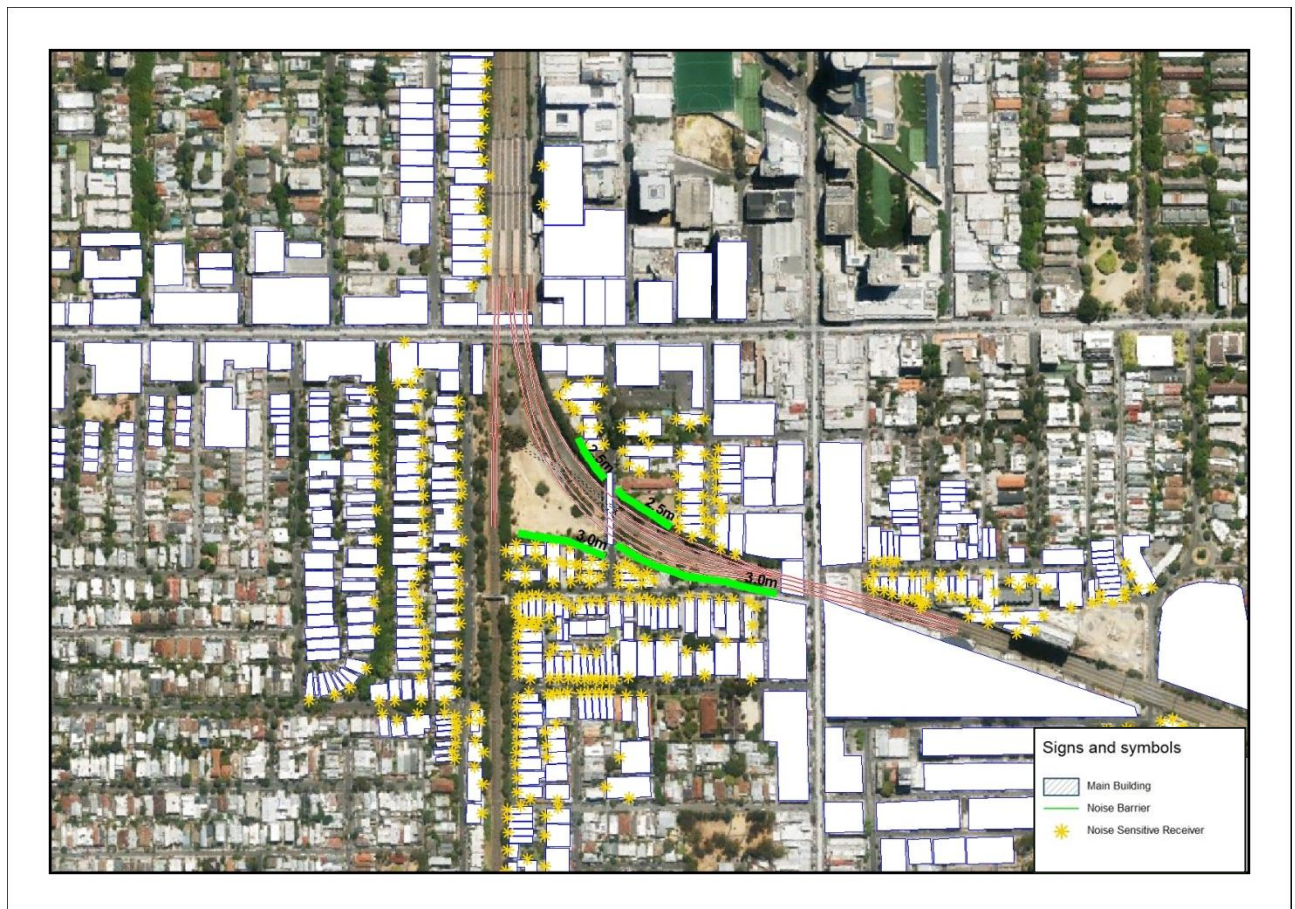 2.5m
2.5m
3.0m
3.0m
Signs and symbols
Main Building
Noise Barrier
Noise Sensitive Receiver